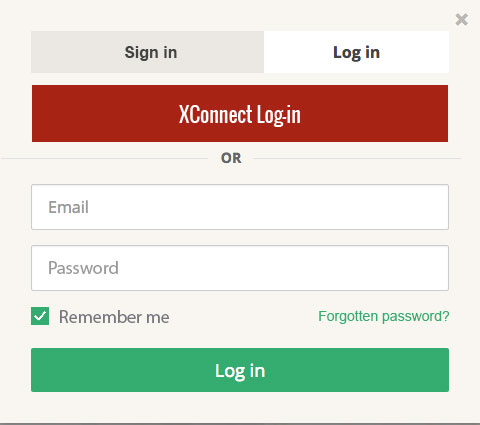 Sign in
Log in
XConnect Log-in
OR
Email
Password
Remember me
Forgotten password?
Log in